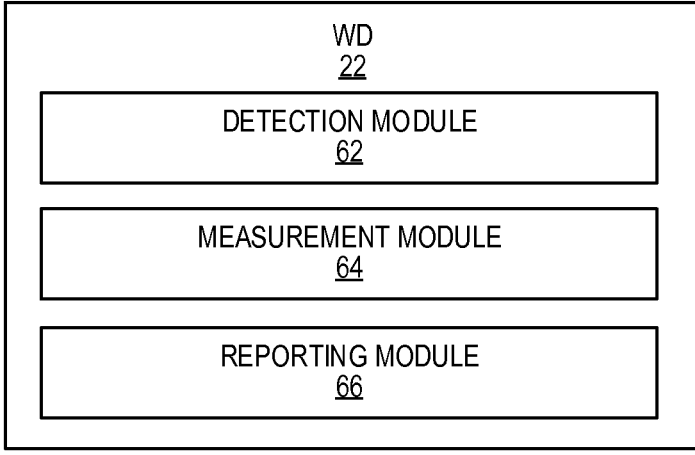 WD
22
DETECTION MODULE
62
MEASUREMENT MODULE
64
REPORTING MODULE
66